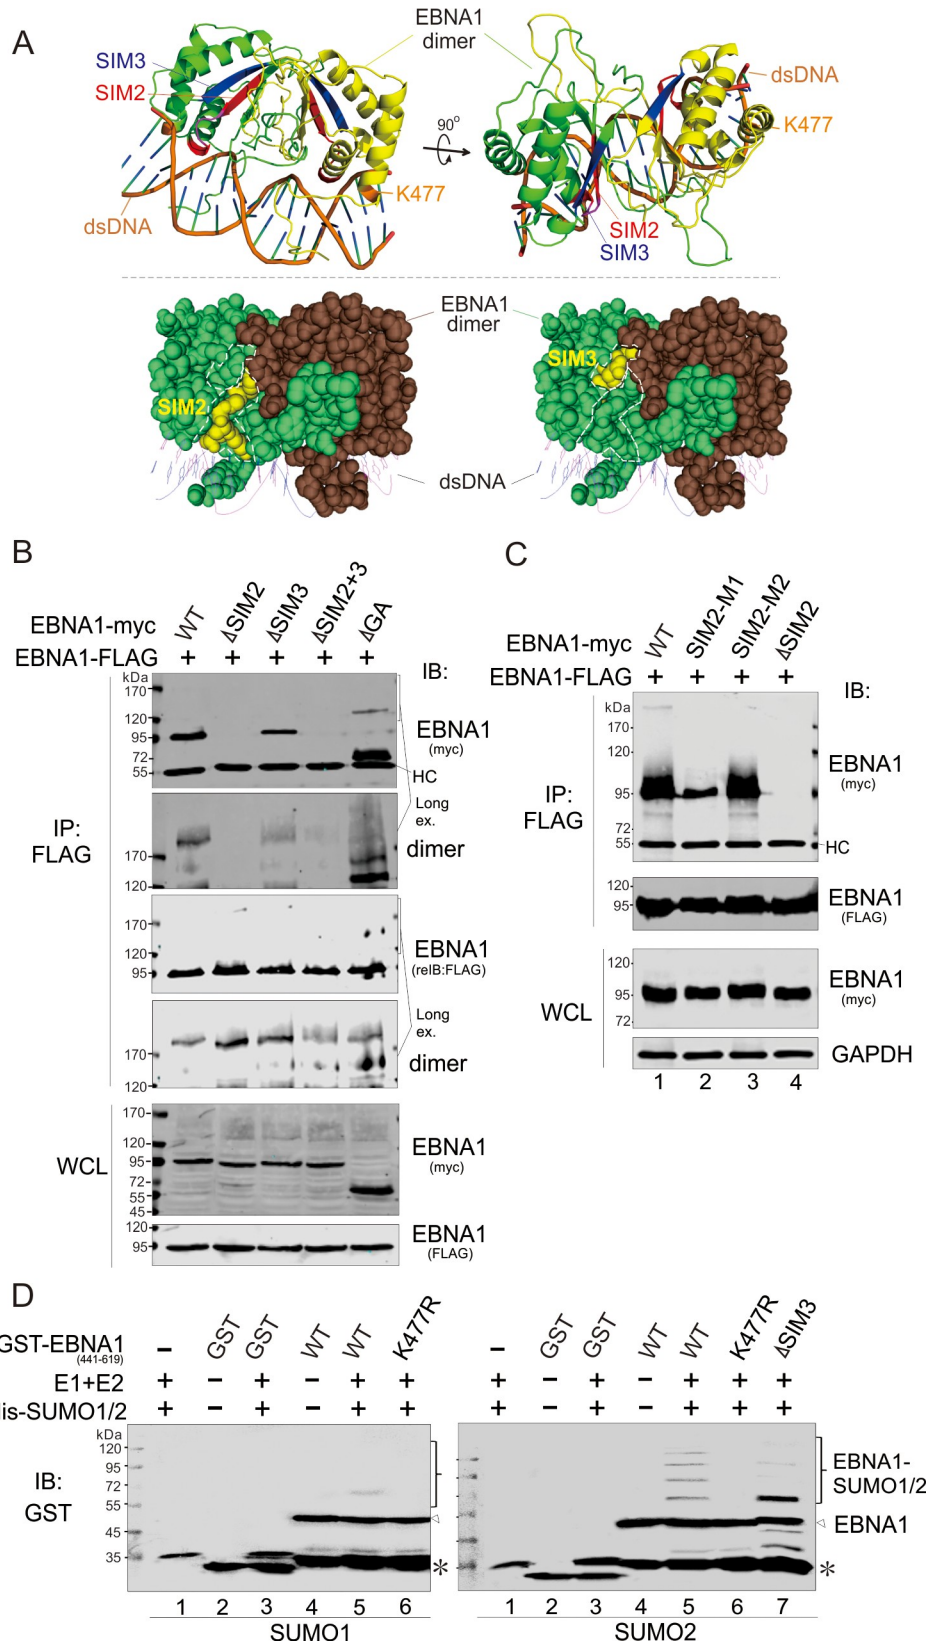 A
EBNA1
dimer
SIM3
SIM2
dsDNA
K477
90°
dsDNA
K477
SIM2
SIM3
EBNA1
dimer
SIM2
SIM3
dsDNA
B
EBNA1-myc
WT
ΔSIM2
ΔSIM3
ΔSIM2+3
ΔGA
EBNA1-FLAG + + + + +
IB:
kDa
170
120
95
72
55
EBNA1
(myc)
HC
Long
ex.
IP:
FLAG
170
120
dimer
170
120
95
EBNA1
(reIB:FLAG)
Long
ex.
170
120
dimer
WCL
170
120
95
72
55
45
EBNA1
(myc)
120
95
EBNA1
(FLAG)
C
EBNA1-myc
WT
SIM2-M1
SIM2-M2
ΔSIM2
EBNA1-FLAG + + + +
IB:
kDa
170
120
95
72
55
EBNA1
(myc)
HC
IP:
FLAG
120
95
EBNA1
(FLAG)
WCL
120
95
72
EBNA1
(myc)
GAPDH
1 2 3 4
D
GST-EBNA1
(441-619)
– GST GST WT WT K477R
– GST GST WT WT K477R ΔSIM3
E1+E2 + – + – + +
+ – + – + + +
lis-SUMO1/2 + – + – + +
+ – + – + – +
kDa
120
95
72
55
45
35
IB:
GST
EBNA1-
SUMO1/2
EBNA1
*
*
1 2 3 4 5 6
SUMO1
1 2 3 4 5 6 7
SUMO2